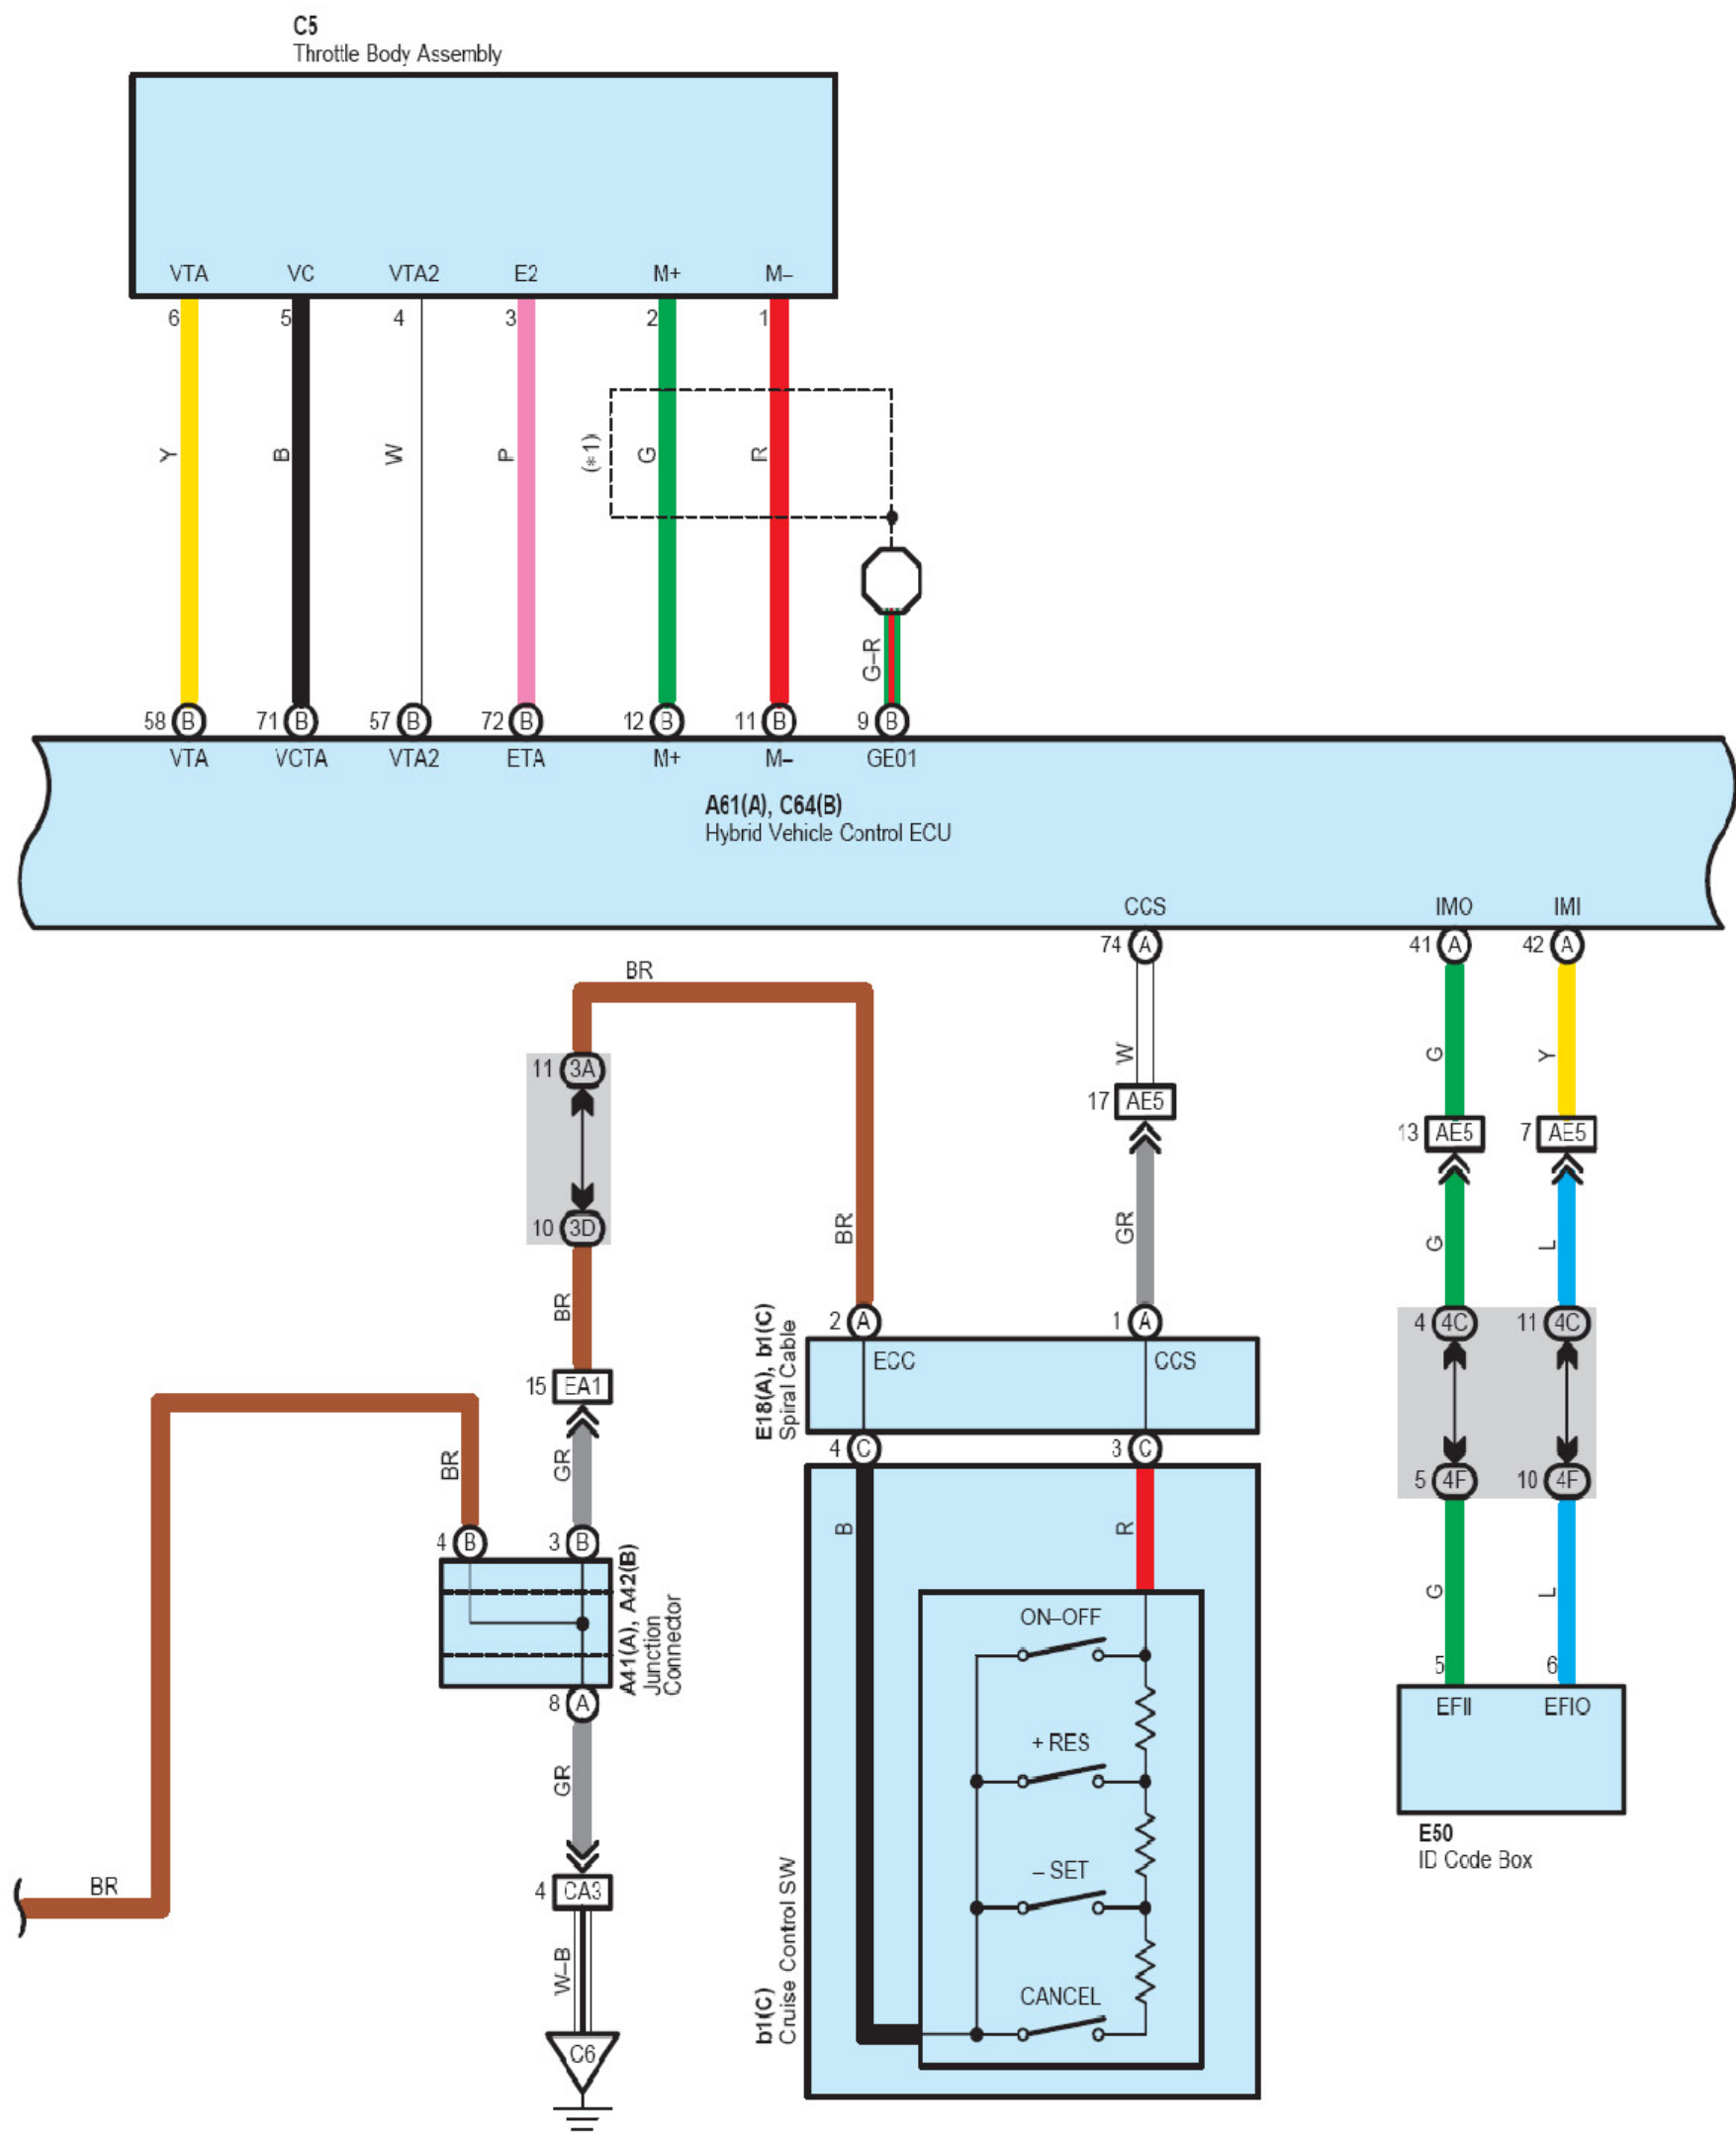 C5
Throttle Body Assembly
VTA VC VTA2 E2 M+ M–
6 5 4 3 2 1
Y B W P (*1) G R
G–R
58 B 71 B 57 B 72 B 12 B 11 B 9 B
VTA VCTA VTA2 ETA M+ M– GE01
A61(A), C64(B)
Hybrid Vehicle Control ECU
CCS IMO IMI
74 A 41 A 42 A
BR
W G Y
11 3A
17 AE5
13 AE5 7 AE5
10 3D
BR GR G L
BR
2 A 1 A
4 4C 11 4C
E18(A), b1(C)
Spiral Cable
ECC CCS
15 EA1
4 C 3 C
BR GR
5 4F 10 4F
4 B 3 B
B R
A41(A), A42(B)
Junction
Connector
G L
ON–OFF
8 A
5 6
EFII EFIO
GR
+ RES
E50
ID Code Box
– SET
BR
4 CA3
W–B
CANCEL
b1(C)
Cruise Control SW
C6